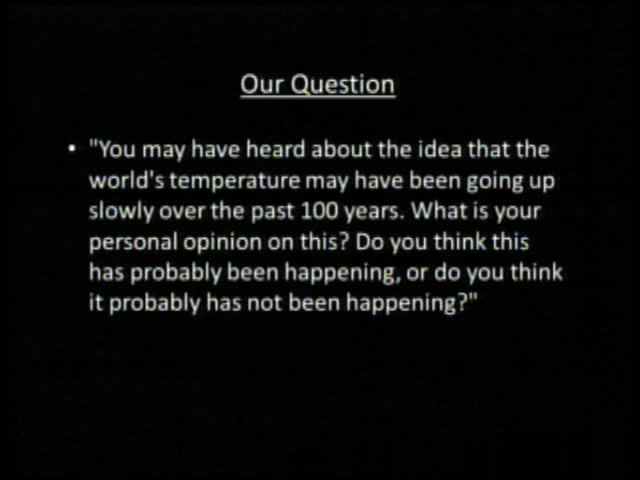 Our Question
• "You may have heard about the idea that the
world's temperature may have been going up
slowly over the past 100 years. What is your
personal opinion on this? Do you think this
has probably been happening, or do you think
it probably has not been happening?"